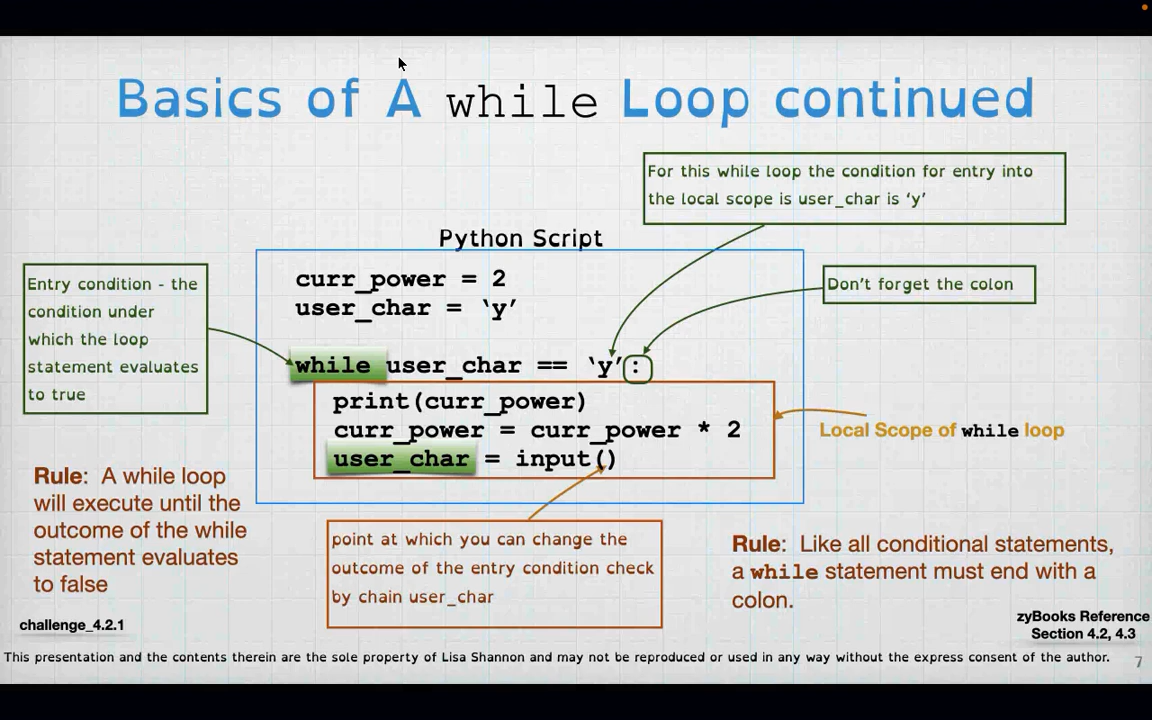 Basics of A while Loop continued
For this while loop the condition for entry into
the local scope is user_char is ‘y’
Python Script
Entry condition - the
condition under
which the loop
statement evaluates
to true
curr_power = 2
user_char = ‘y’
Don’t forget the colon
while user_char == ‘y’:
print(curr_power)
curr_power = curr_power * 2
user_char = input()
Local Scope of while loop
Rule: A while loop
will execute until the
outcome of the while
statement evaluates
to false
point at which you can change the
outcome of the entry condition check
by chain user_char
Rule: Like all conditional statements,
a while statement must end with a
colon.
challenge_4.2.1
zyBooks Reference
Section 4.2, 4.3
This presentation and the contents therein are the sole property of Lisa Shannon and may not be reproduced or used in any way without the express consent of the author.
7